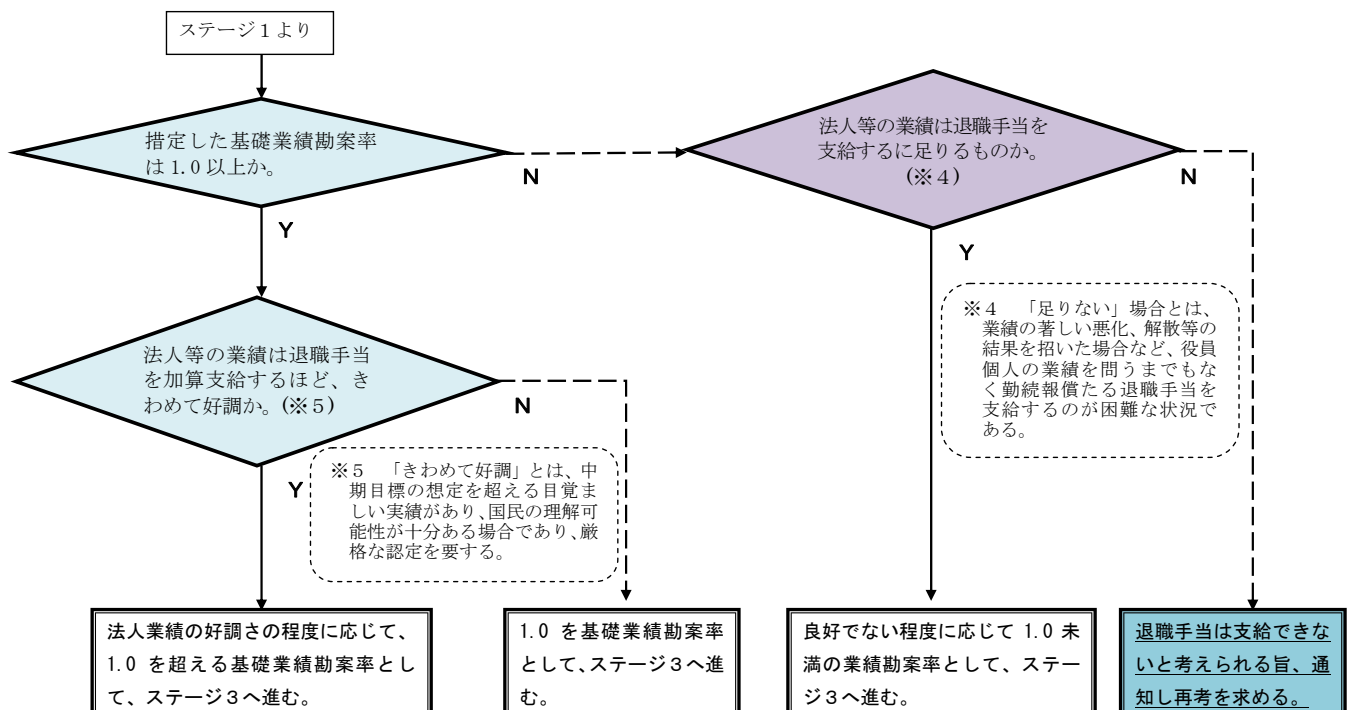 ステージ1より
措定した基礎業績勘案率
は 1.0 以上か。
N
Y
法人等の業績は退職手当を
支給するに足りるものか。
(※4)
N
Y
※4 「足りない」場合とは、
業績の著しい悪化、解散等の
結果を招いた場合など、役員
個人の業績を問うまでもな
く勤続報償たる退職手当を
支給するのが困難な状況で
ある。
法人等の業績は退職手当
を加算支給するほど、き
わめて好調か。(※5)
N
Y
※5 「きわめて好調」とは、中
期目標の想定を超える目覚ま
しい実績があり、国民の理解可
能性が十分ある場合であり、厳
格な認定を要する。
法人業績の好調さの程度に応じて、
1.0 を超える基礎業績勘案率とし
て、ステージ3へ進む。
1.0 を基礎業績勘案率
として、ステージ3へ進
む。
良好でない程度に応じて 1.0 未
満の業績勘案率として、ステー
ジ3へ進む。
退職手当は支給できな
いと考えられる旨、通
知し再考を求める。